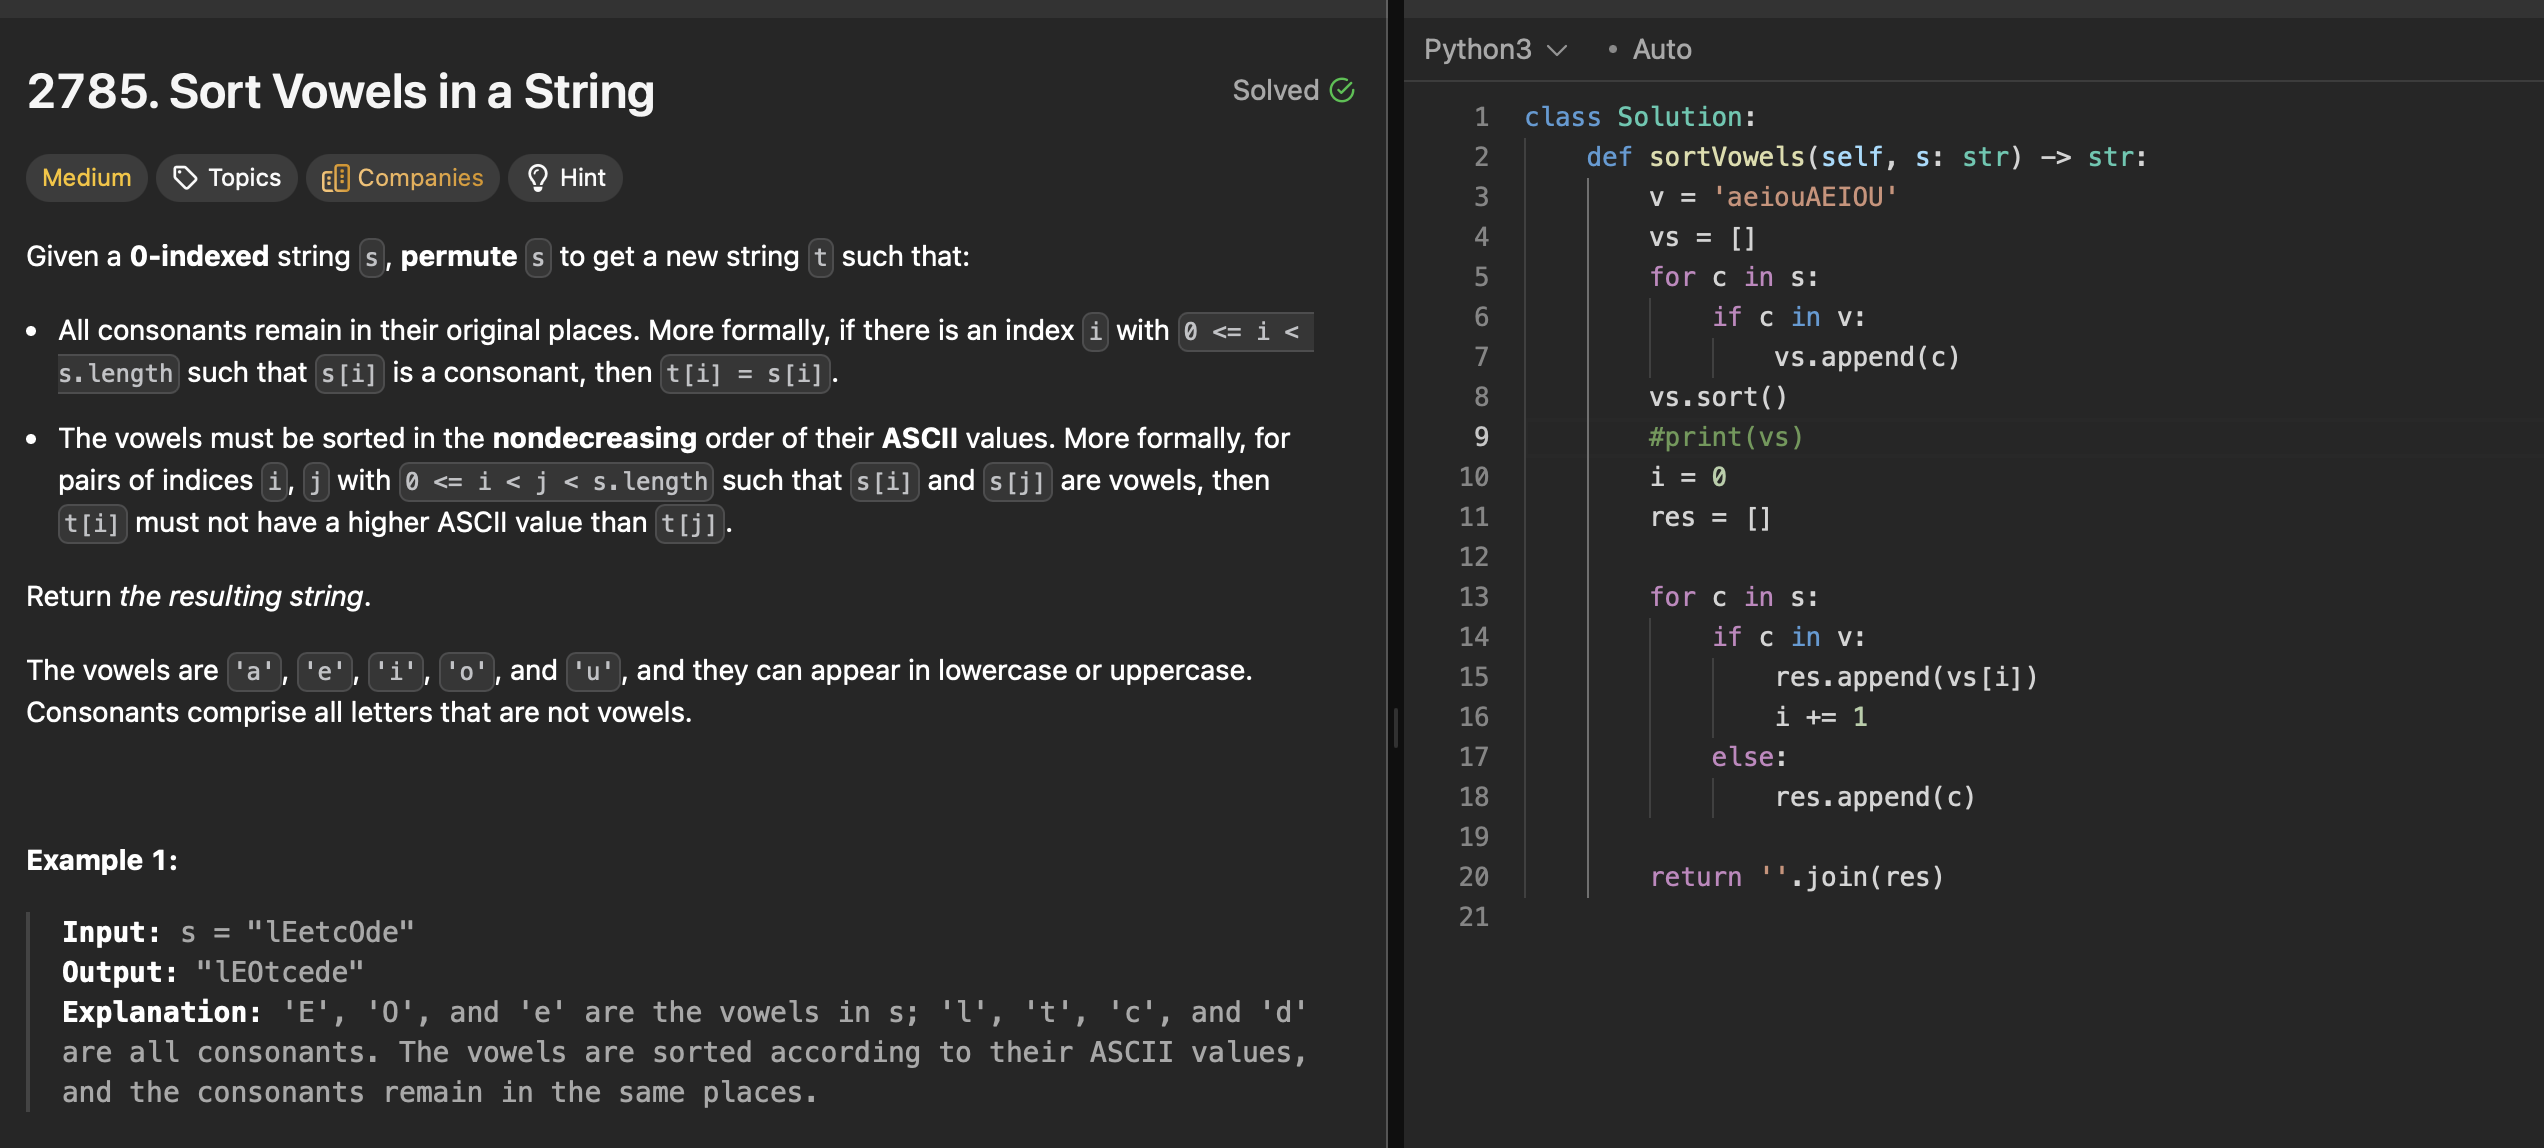 2785. Sort Vowels in a String
Solved
Medium Topics Companies Hint
Given a 0-indexed string s, permute s to get a new string t such that:
• All consonants remain in their original places. More formally, if there is an index i with 0 <= i <
s.length such that s[i] is a consonant, then t[i] = s[i].
• The vowels must be sorted in the nondecreasing order of their ASCII values. More formally, for
pairs of indices i, j with 0 <= i < j < s.length such that s[i] and s[j] are vowels, then
t[i] must not have a higher ASCII value than t[j].
Return the resulting string.
The vowels are 'a', 'e', 'i', 'o', and 'u', and they can appear in lowercase or uppercase.
Consonants comprise all letters that are not vowels.
Example 1:
Input: s = "lEetcOde"
Output: "lEOtcede"
Explanation: 'E', 'O', and 'e' are the vowels in s; 'l', 't', 'c', and 'd'
are all consonants. The vowels are sorted according to their ASCII values,
and the consonants remain in the same places.
Python3 • Auto
1 class Solution:
2     def sortVowels(self, s: str) -> str:
3         v = 'aeiouAEIOU'
4         vs = []
5         for c in s:
6             if c in v:
7                 vs.append(c)
8         vs.sort()
9         #print(vs)
10         i = 0
11         res = []
12
13         for c in s:
14             if c in v:
15                 res.append(vs[i])
16                 i += 1
17             else:
18                 res.append(c)
19
20         return ''.join(res)
21